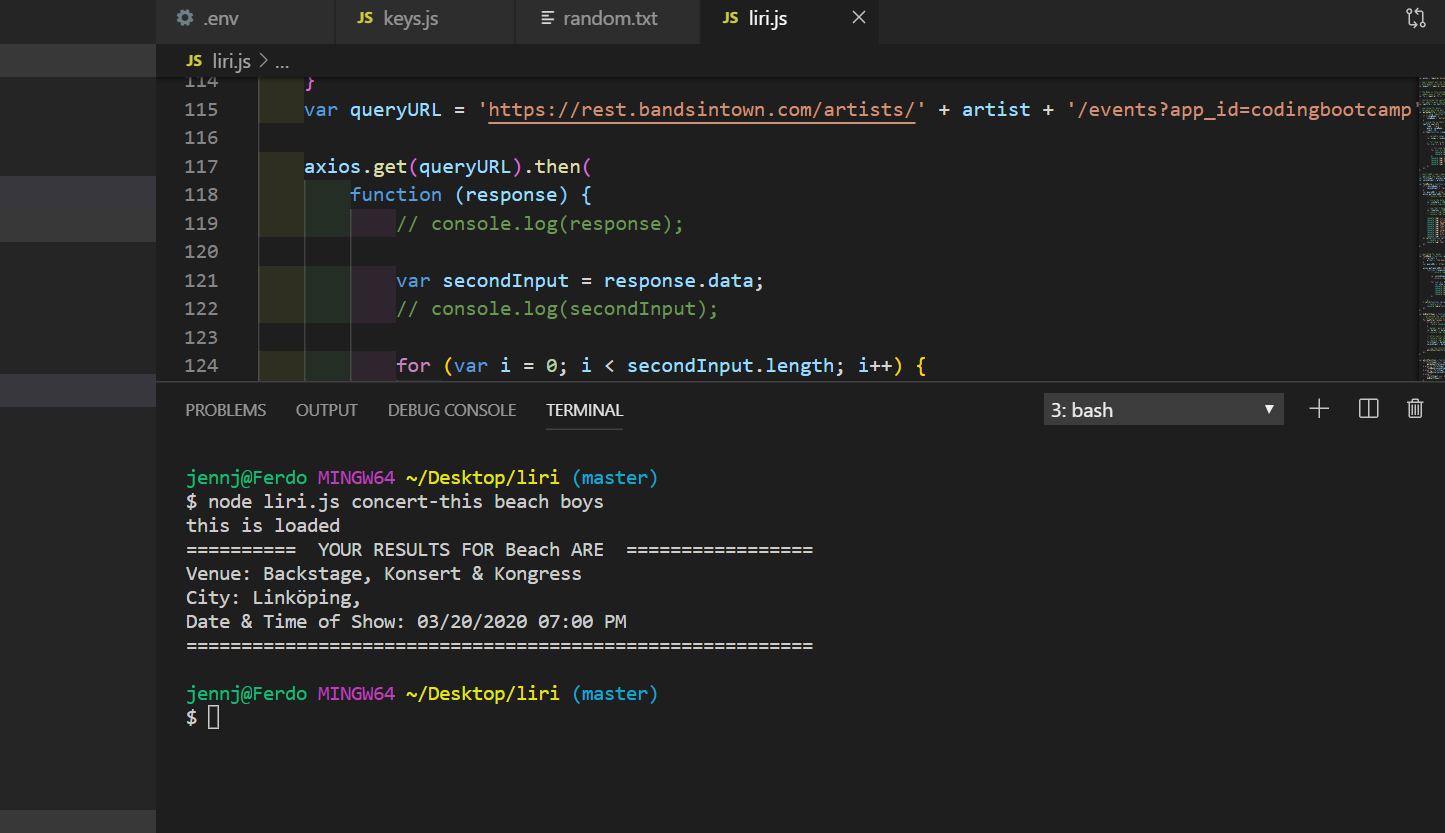 .env
JS keys.js
random.txt
JS liri.js
JS liri.js > ...
114 }
115 var queryURL = 'https://rest.bandsintown.com/artists/' + artist + '/events?app_id=codingbootcamp'
116
117 axios.get(queryURL).then(
118 function (response) {
119 // console.log(response);
120
121 var secondInput = response.data;
122 // console.log(secondInput);
123
124 for (var i = 0; i < secondInput.length; i++) {
PROBLEMS OUTPUT DEBUG CONSOLE TERMINAL
3: bash
jennj@Ferdo MINGW64 ~/Desktop/liri (master)
$ node liri.js concert-this beach boys
this is loaded
========== YOUR RESULTS FOR Beach ARE =================
Venue: Backstage, Konsert & Kongress
City: Linköping,
Date & Time of Show: 03/20/2020 07:00 PM
=========================================================
jennj@Ferdo MINGW64 ~/Desktop/liri (master)
$